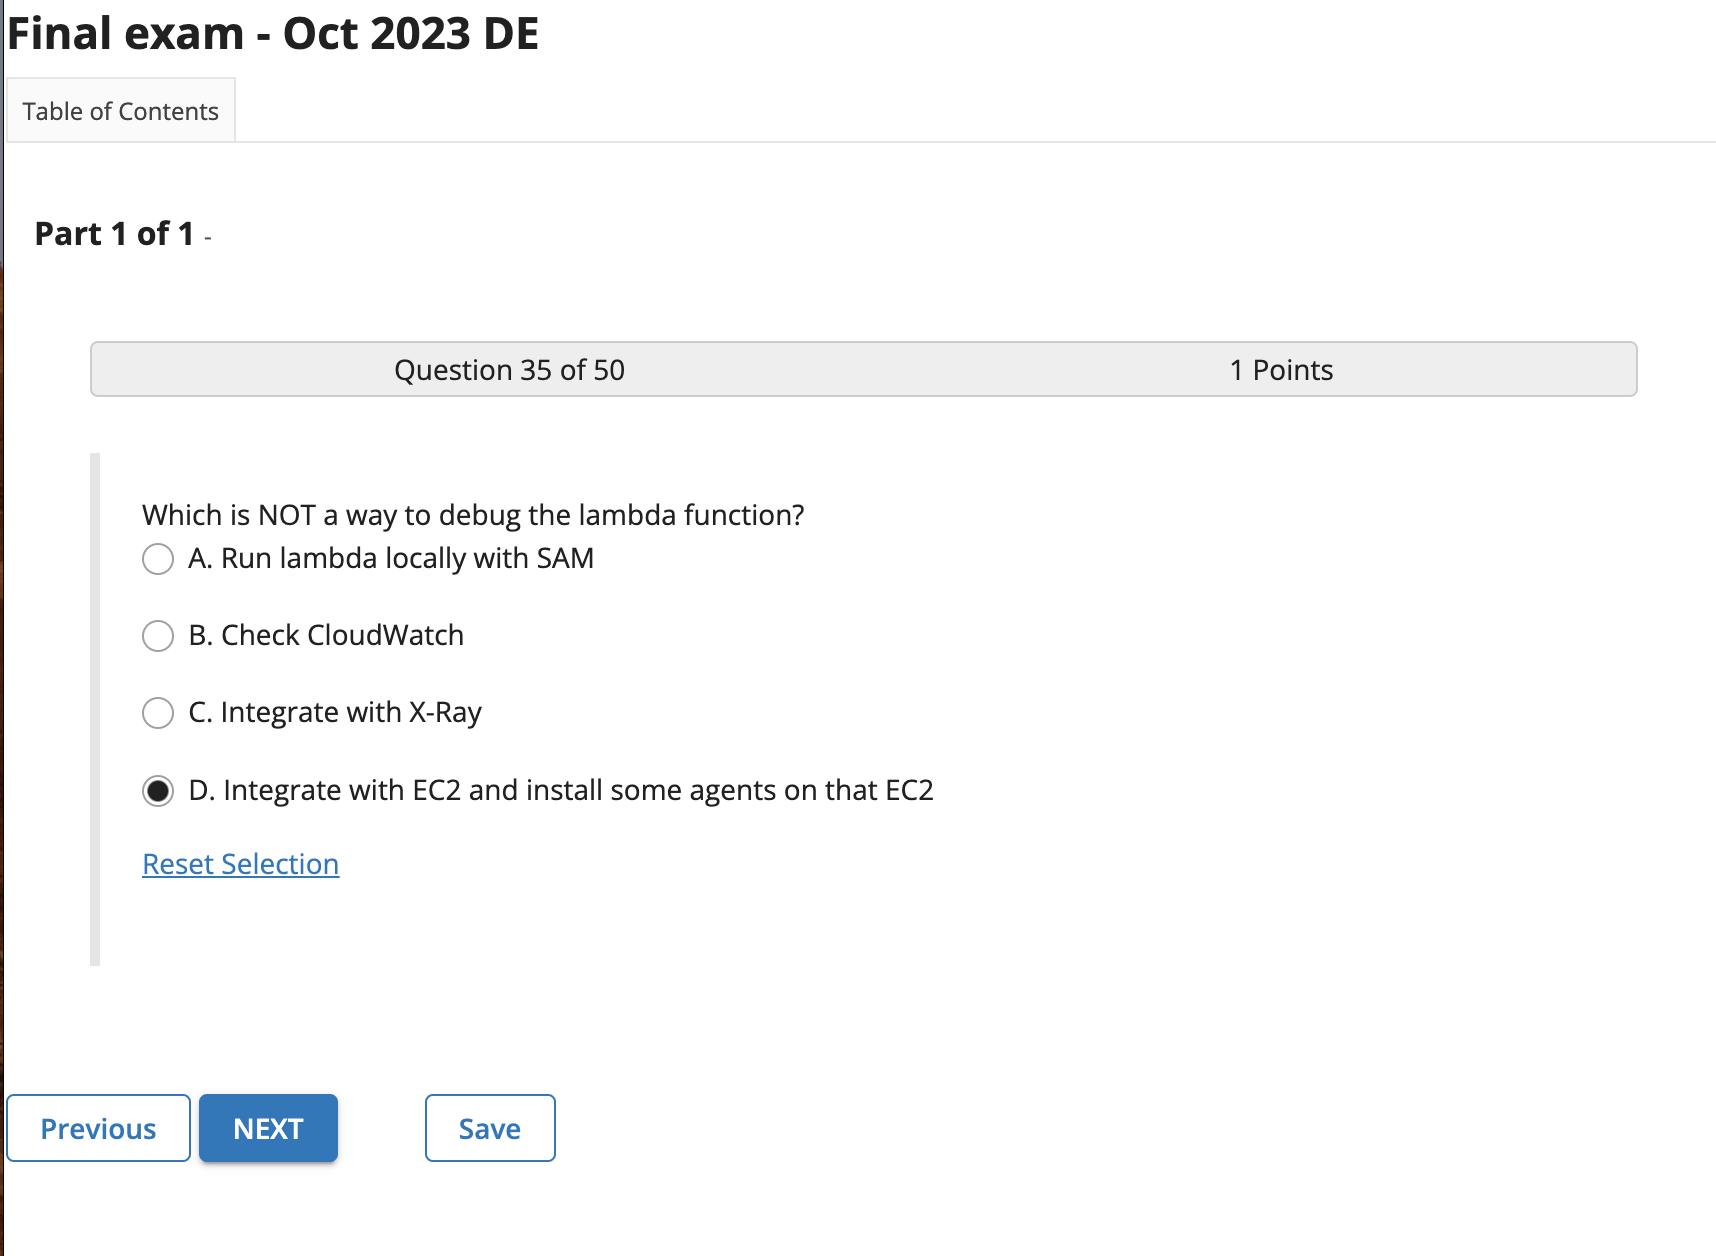 Final exam - Oct 2023 DE
Table of Contents
Part 1 of 1 -
Question 35 of 50
1 Points
Which is NOT a way to debug the lambda function?
A. Run lambda locally with SAM
B. Check CloudWatch
C. Integrate with X-Ray
D. Integrate with EC2 and install some agents on that EC2
Reset Selection
Previous
NEXT
Save